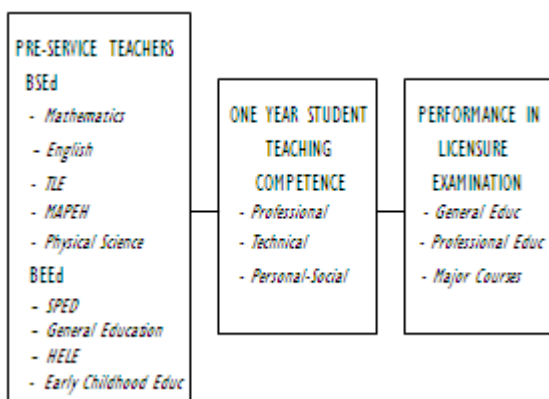 PRE-SERVICE TEACHERS
BSEd
- Mathematics
- English
- TLE
- MAPEH
- Physical Science
BEEd
- SPED
- General Education
- HELE
- Early Childhood Educ
ONE YEAR STUDENT
TEACHING
COMPETENCE
- Professional
- Technical
- Personal-Social
PERFORMANCE IN
LICENSURE
EXAMINATION
- General Educ
- Professional Educ
- Major Courses